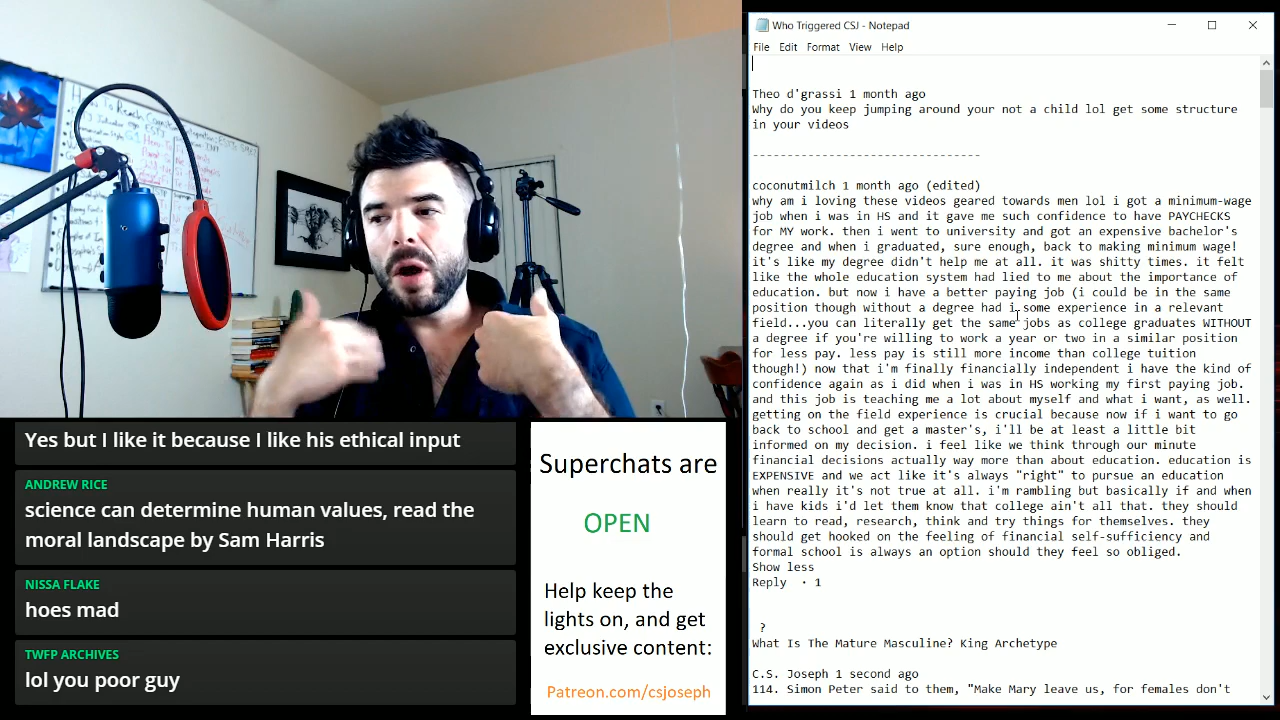 Who Triggered CSJ - Notepad
File Edit Format View Help
Theo d'grassi 1 month ago
Why do you keep jumping around your not a child lol get some structure
in your videos
------------------------------
coconutmilch 1 month ago (edited)
why am i loving these videos geared towards men lol i got a minimum-wage
job when i was in HS and it gave me such confidence to have PAYCHECKS
for MY work. then i went to university and got an expensive bachelor's
degree and when i graduated, sure enough, back to making minimum wage!
it's like my degree didn't help me at all. it was shitty times. it felt
like the whole education system had lied to me about the importance of
education. but now i have a better paying job (i could be in the same
position though without a degree had i some experience in a relevant
field...you can literally get the same jobs as college graduates WITHOUT
a degree if you're willing to work a year or two in a similar position
for less pay. less pay is still more income than college tuition
though!) now that i'm finally financially independent i have the kind of
confidence again as i did when i was in HS working my first paying job.
and this job is teaching me a lot about myself and what i want, as well.
getting on the field experience is crucial because now if i want to go
back to school and get a master's, i'll be at least a little bit
informed on my decision. i feel like we think through our minute
financial decisions actually way more than about education. education is
EXPENSIVE and we act like it's always "right" to pursue an education
when really it's not true at all. i'm rambling but basically if and when
i have kids i'd let them know that college ain't all that. they should
learn to read, research, think and try things for themselves. they
should get hooked on the feeling of financial self-sufficiency and
formal school is always an option should they feel so obliged.
Show less
Reply · 1
?
What Is The Mature Masculine? King Archetype
C.S. Joseph 1 second ago
114. Simon Peter said to them, "Make Mary leave us, for females don't
Yes but I like it because I like his ethical input
ANDREW RICE
science can determine human values, read the
moral landscape by Sam Harris
NISSA FLAKE
hoes mad
TWFP ARCHIVES
lol you poor guy
Superchats are
OPEN
Help keep the
lights on, and get
exclusive content:
Patreon.com/csjoseph